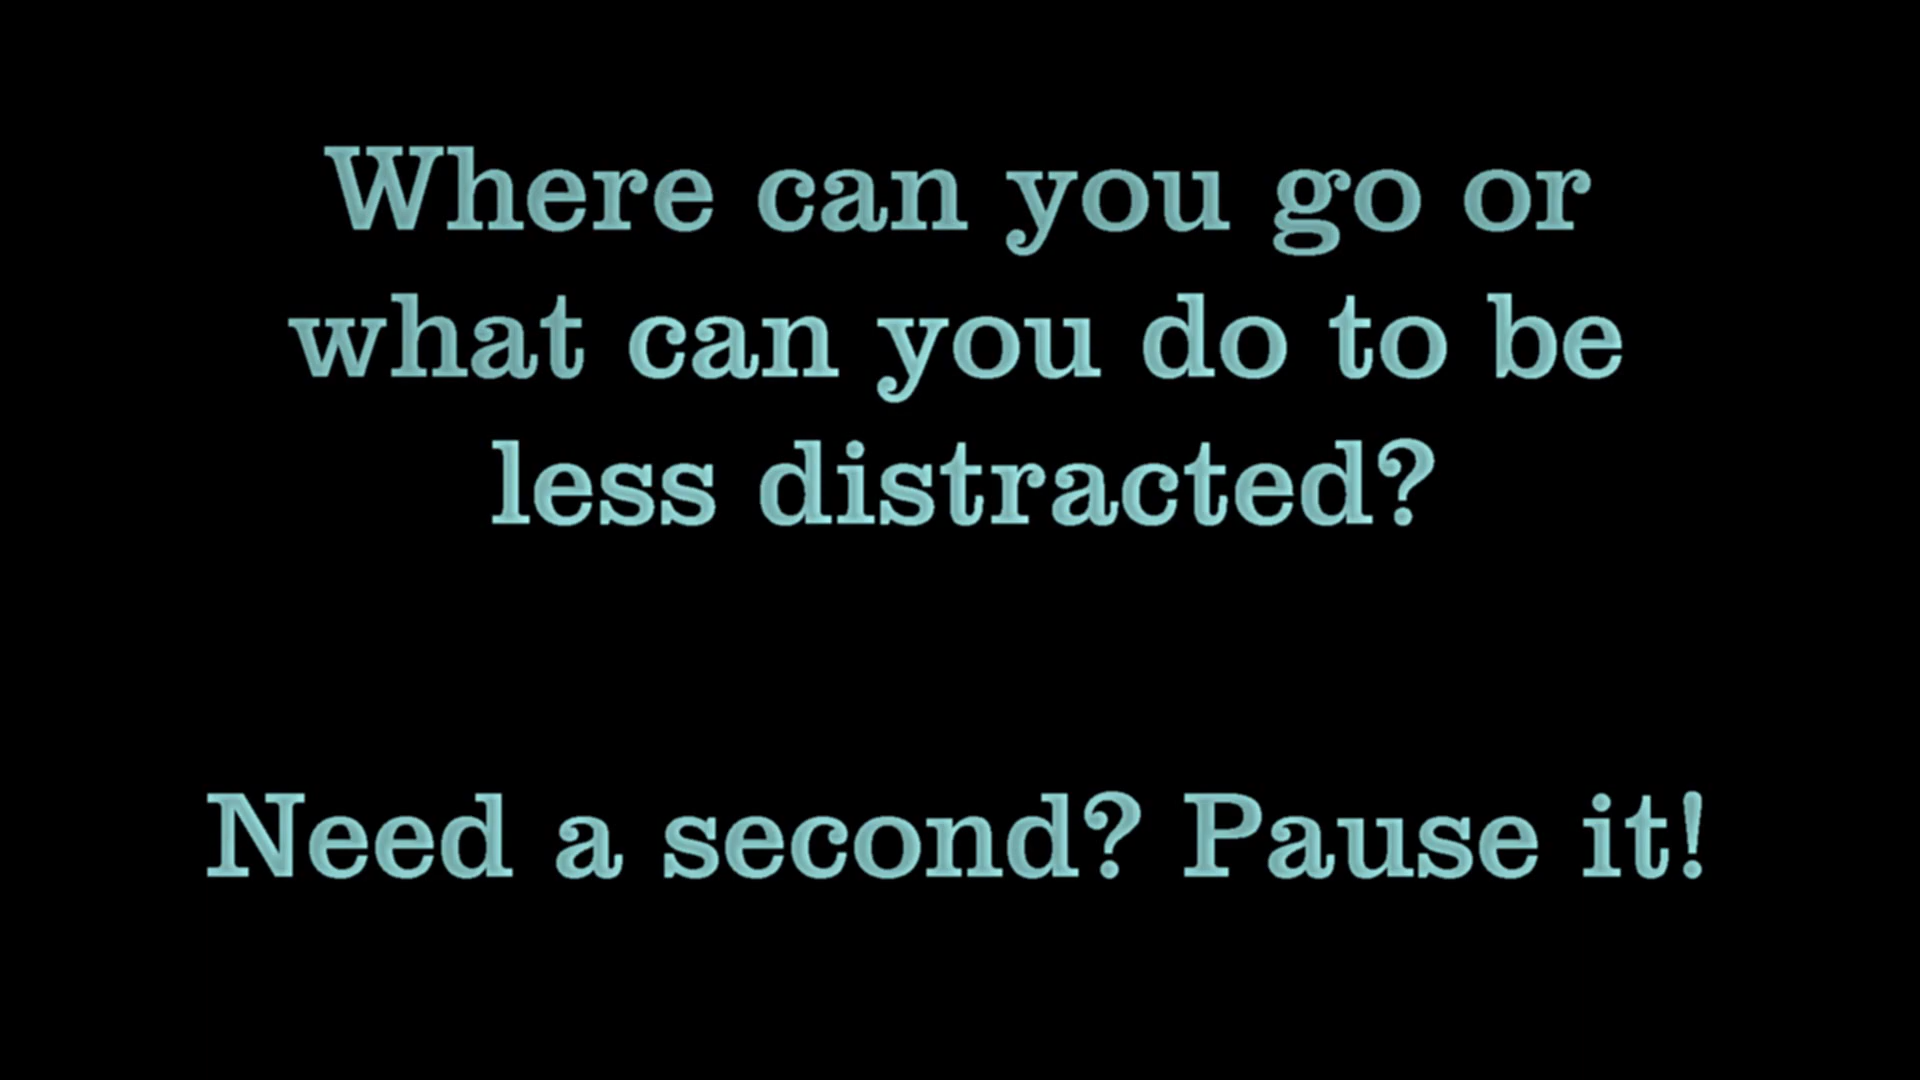 Where can you go or
what can you do to be
less distracted?
Need a second? Pause it!